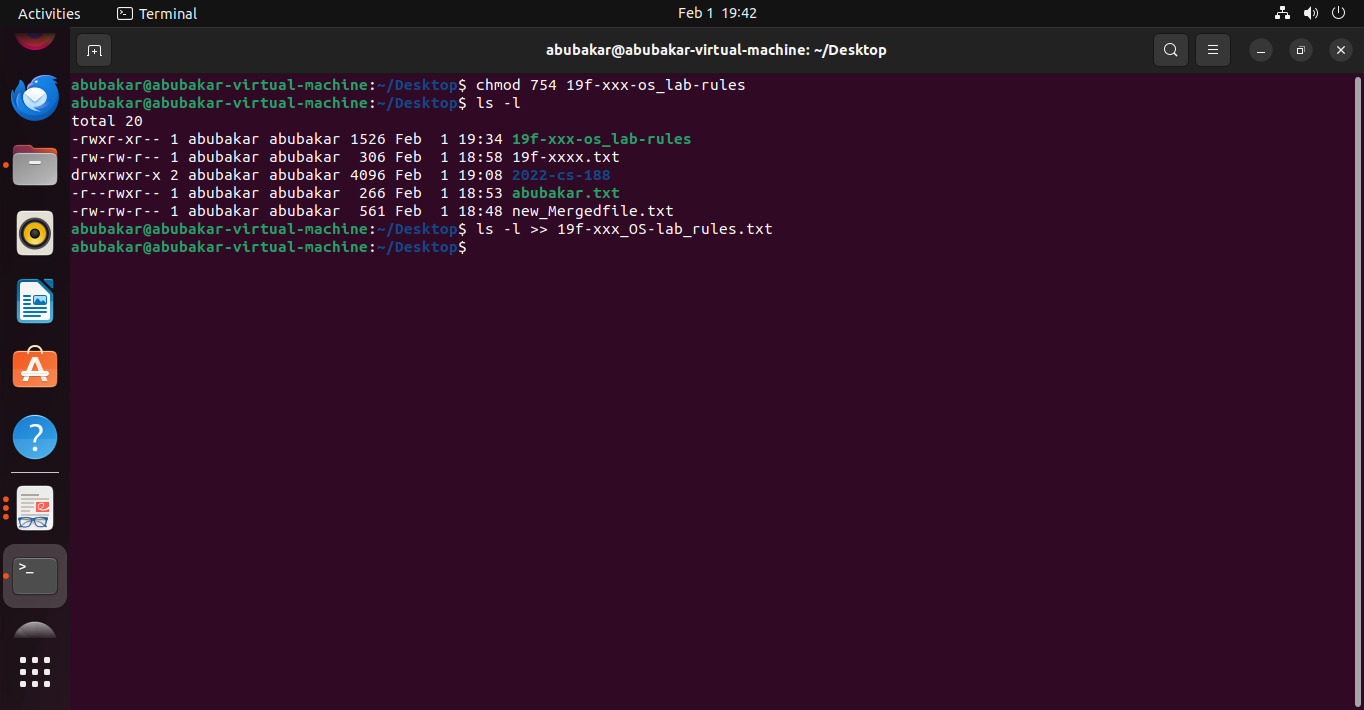 Activities Terminal Feb 1 19:42
abubakar@abubakar-virtual-machine: ~/Desktop
abubakar@abubakar-virtual-machine:~/Desktop$ chmod 754 19f-xxx-os_lab-rules
abubakar@abubakar-virtual-machine:~/Desktop$ ls -l
total 20
-rwxr-xr-- 1 abubakar abubakar 1526 Feb  1 19:34 19f-xxx-os_lab-rules
-rw-rw-r-- 1 abubakar abubakar  306 Feb  1 18:58 19f-xxxx.txt
drwxrwxr-x 2 abubakar abubakar 4096 Feb  1 19:08 2022-cs-188
-r--rwxr-- 1 abubakar abubakar  266 Feb  1 18:53 abubakar.txt
-rw-rw-r-- 1 abubakar abubakar  561 Feb  1 18:48 new_Mergedfile.txt
abubakar@abubakar-virtual-machine:~/Desktop$ ls -l >> 19f-xxx_OS-lab_rules.txt
abubakar@abubakar-virtual-machine:~/Desktop$